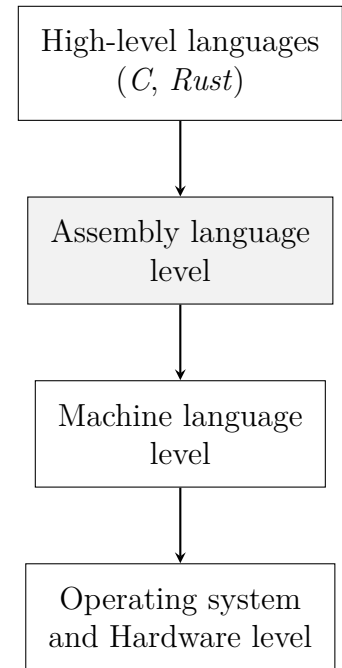 High-level languages
(C, Rust)
Assembly language
level
Machine language
level
Operating system
and Hardware level